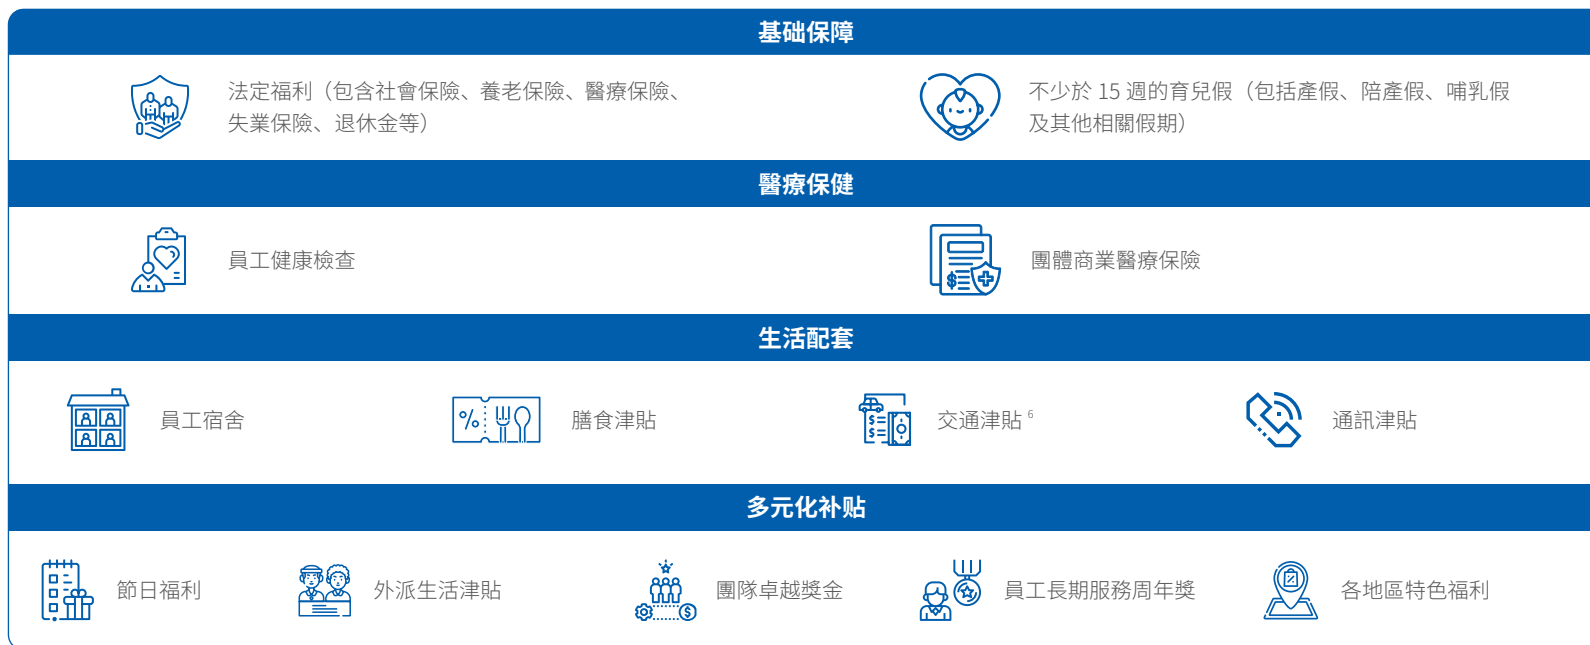 基础保障
法定福利（包含社會保險、養老保險、醫療保險、
失業保險、退休金等）
不少於 15 週的育兒假（包括產假、陪產假、哺乳假
及其他相關假期）
醫療保健
員工健康檢查
團體商業醫療保險
生活配套
員工宿舍
膳食津貼
交通津貼 6
通訊津貼
多元化补贴
節日福利
外派生活津貼
團隊卓越獎金
員工長期服務周年獎
各地區特色福利